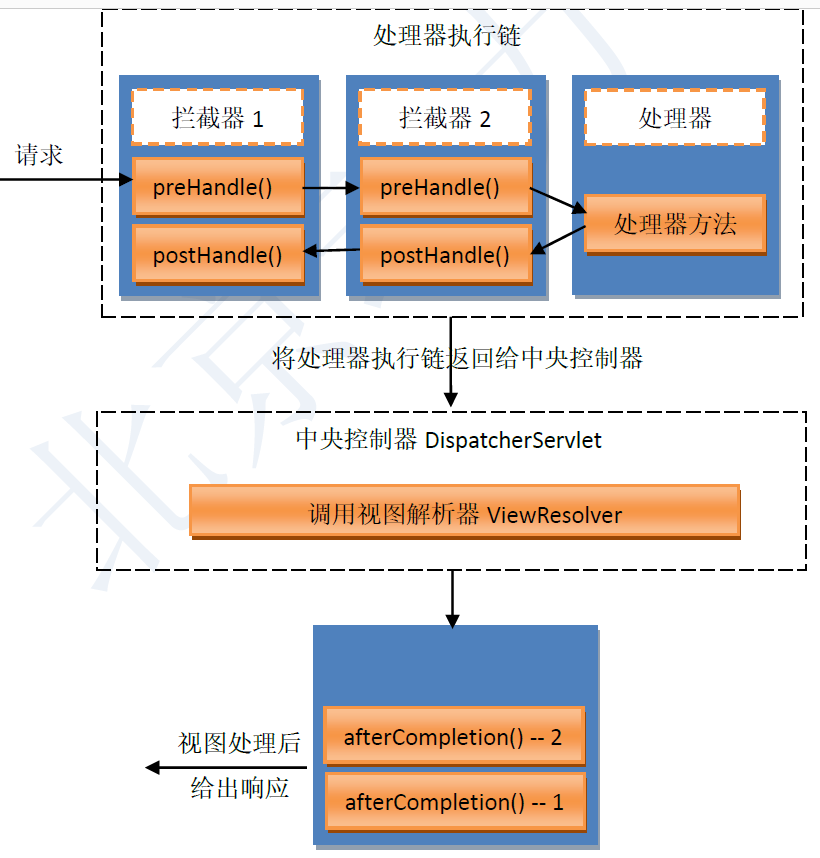 处理器执行链
拦截器 1
拦截器 2
处理器
请求
preHandle()
preHandle()
处理器方法
postHandle()
postHandle()
将处理器执行链返回给中央控制器
中央控制器 DispatcherServlet
调用视图解析器 ViewResolver
afterCompletion() -- 2
视图处理后
给出响应
afterCompletion() -- 1
北京